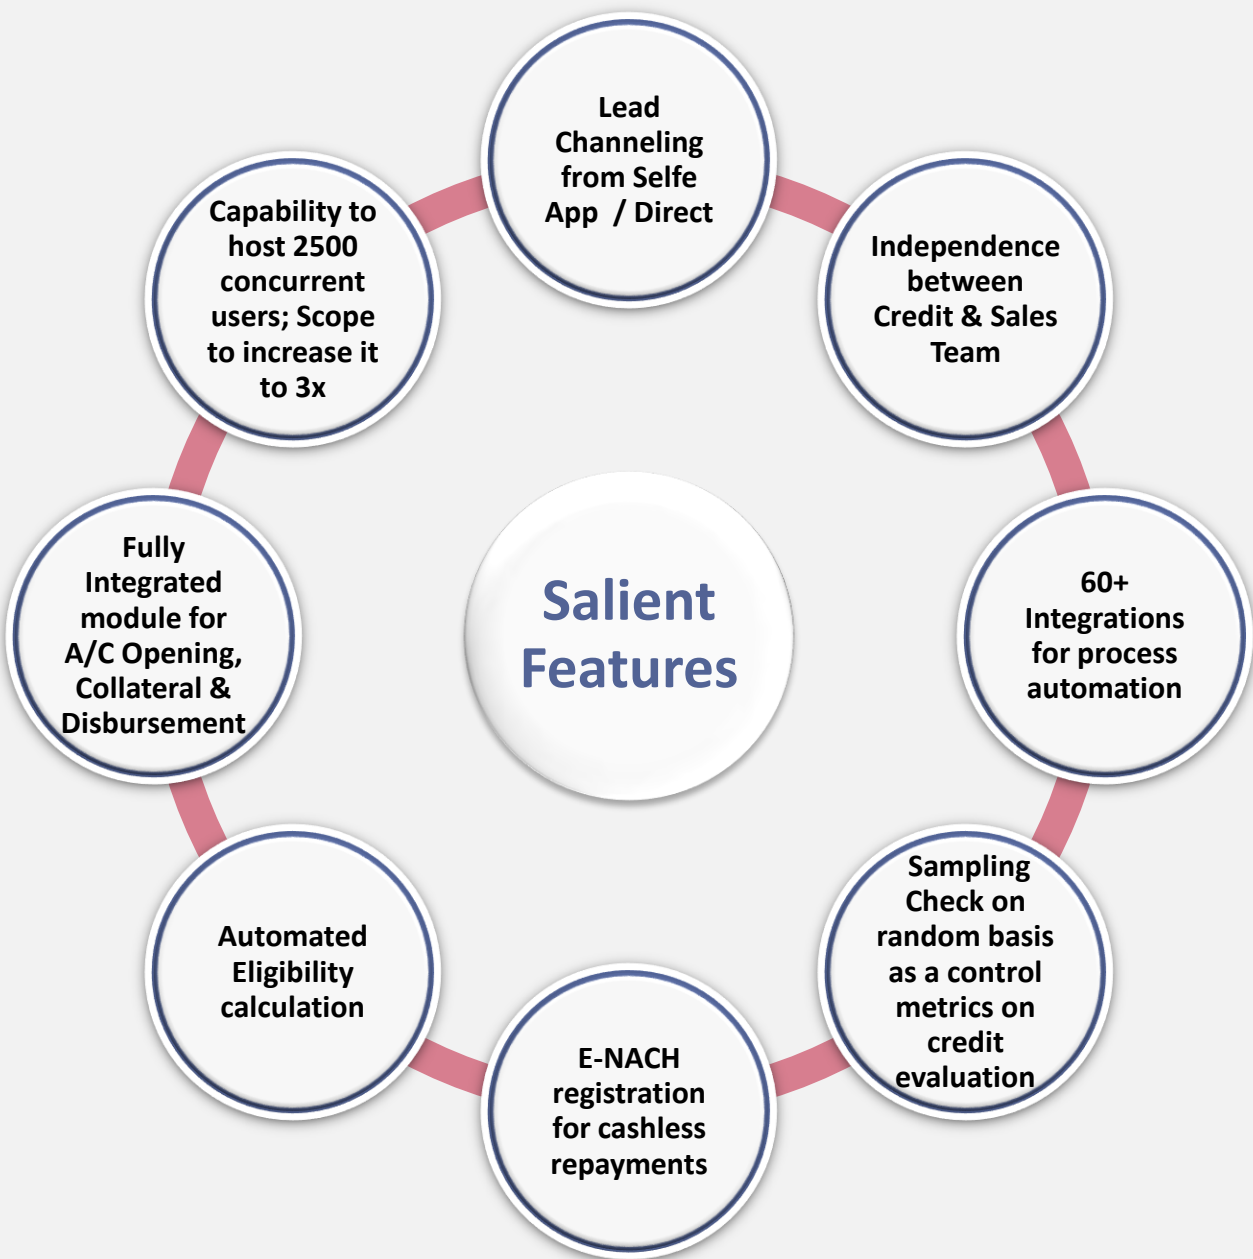 Lead
Channeling
from Selfe
App / Direct
Independence
between
Credit & Sales
Team
60+
Integrations
for process
automation
Sampling
Check on
random basis
as a control
metrics on
credit
evaluation
E-NACH
registration
for cashless
repayments
Automated
Eligibility
calculation
Fully
Integrated
module for
A/C Opening,
Collateral &
Disbursement
Capability to
host 2500
concurrent
users; Scope
to increase it
to 3x
Salient
Features